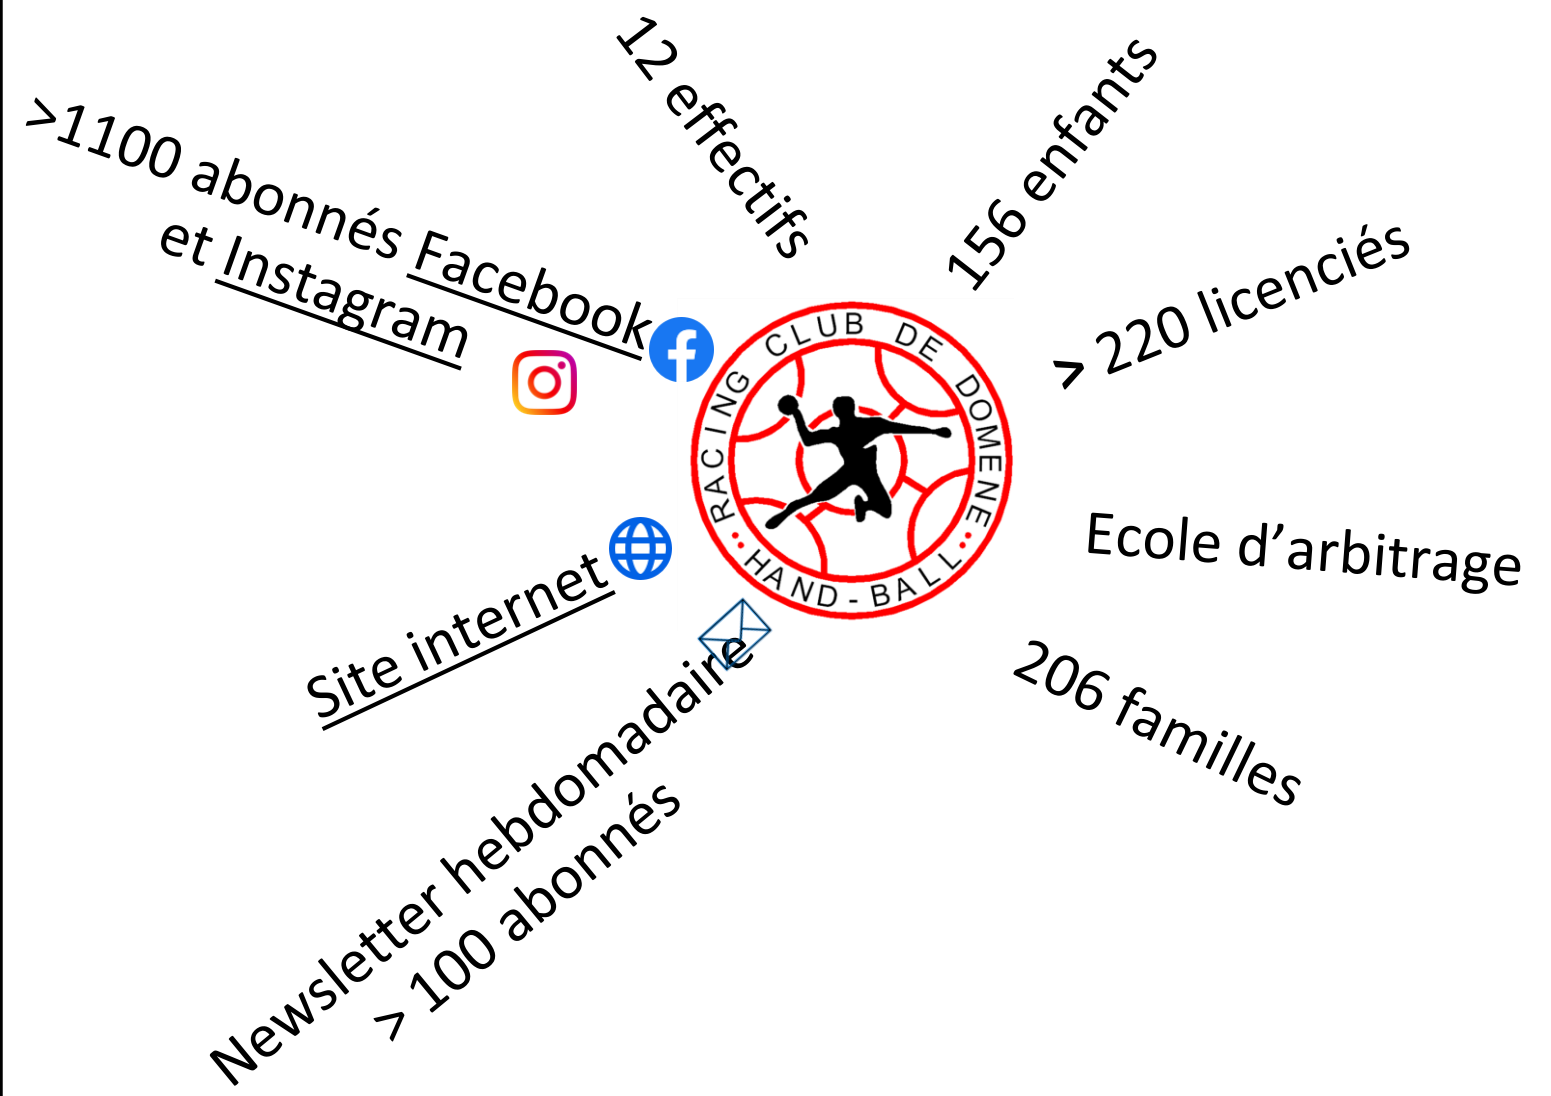 12 effectifs
156 enfants
>1100 abonnés Facebook
et Instagram
> 220 licenciés
RACING CLUB DE DOMENE
HAND-BALL
Ecole d’arbitrage
Site internet
206 familles
Newsletter hebdomadaire
> 100 abonnés